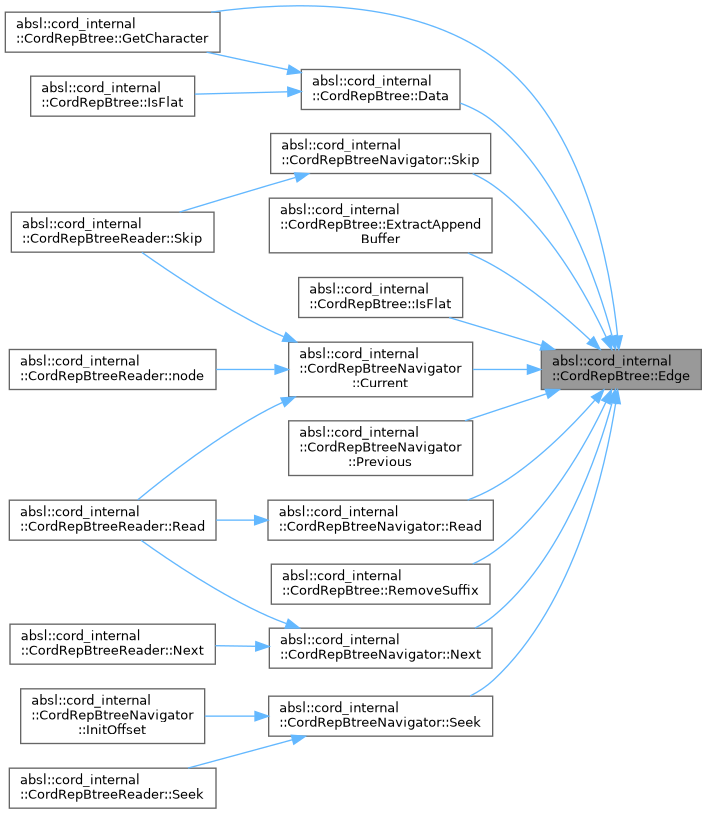 absl::cord_internal
::CordRepBtree::GetCharacter
absl::cord_internal
::CordRepBtree::IsFlat
absl::cord_internal
::CordRepBtree::Data
absl::cord_internal
::CordRepBtreeNavigator::Skip
absl::cord_internal
::CordRepBtreeReader::Skip
absl::cord_internal
::CordRepBtree::ExtractAppend
Buffer
absl::cord_internal
::CordRepBtree::IsFlat
absl::cord_internal
::CordRepBtreeReader::node
absl::cord_internal
::CordRepBtreeNavigator
::Current
absl::cord_internal
::CordRepBtree::Edge
absl::cord_internal
::CordRepBtreeNavigator
::Previous
absl::cord_internal
::CordRepBtreeReader::Read
absl::cord_internal
::CordRepBtreeNavigator::Read
absl::cord_internal
::CordRepBtree::RemoveSuffix
absl::cord_internal
::CordRepBtreeReader::Next
absl::cord_internal
::CordRepBtreeNavigator::Next
absl::cord_internal
::CordRepBtreeNavigator
::InitOffset
absl::cord_internal
::CordRepBtreeNavigator::Seek
absl::cord_internal
::CordRepBtreeReader::Seek